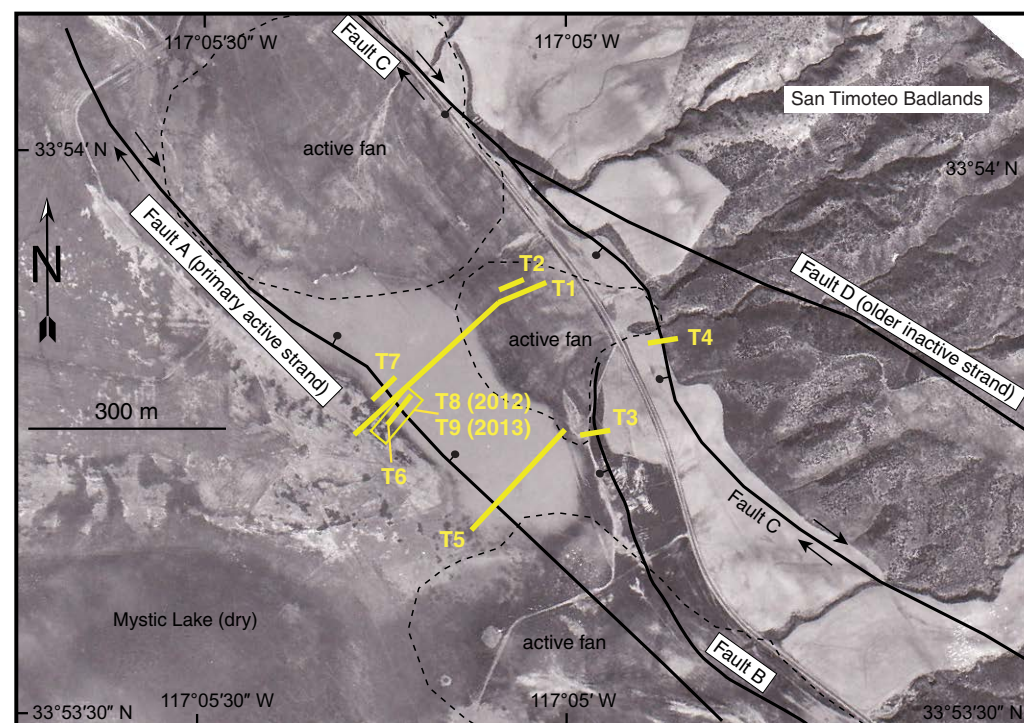 117°05′30″ W
117°05′ W
Fault C
San Timoteo Badlands
33°54′ N
active fan
33°54′ N
Fault A (primary active strand)
N
T2
T1
Fault D (older inactive strand)
active fan
T4
T7
300 m
T8 (2012)
T9 (2013)
T3
T6
Fault C
T5
Mystic Lake (dry)
active fan
Fault B
117°05′30″ W
117°05′ W
33°53′30″ N
33°53′30″ N